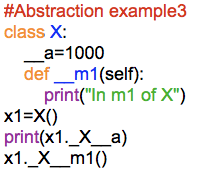 #Abstraction example3
class X:
    __a=1000
    def __m1(self):
        print("In m1 of X")
x1=X()
print(x1._X__a)
x1._X__m1()